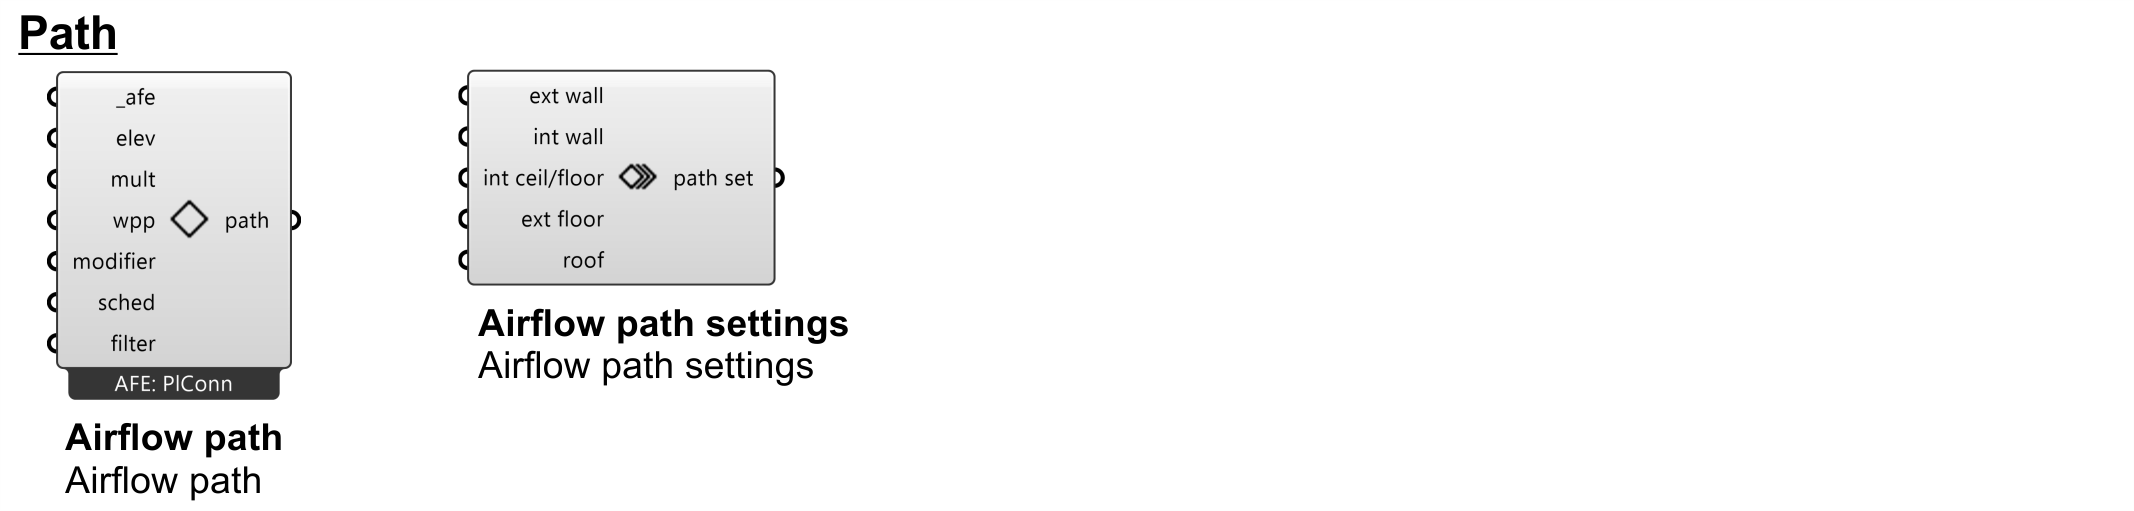 Path
_afe
elev
mult
wpp
path
modifier
sched
filter
AFE: PlConn
Airflow path
Airflow path
ext wall
int wall
int ceil/floor
path set
ext floor
roof
Airflow path settings
Airflow path settings